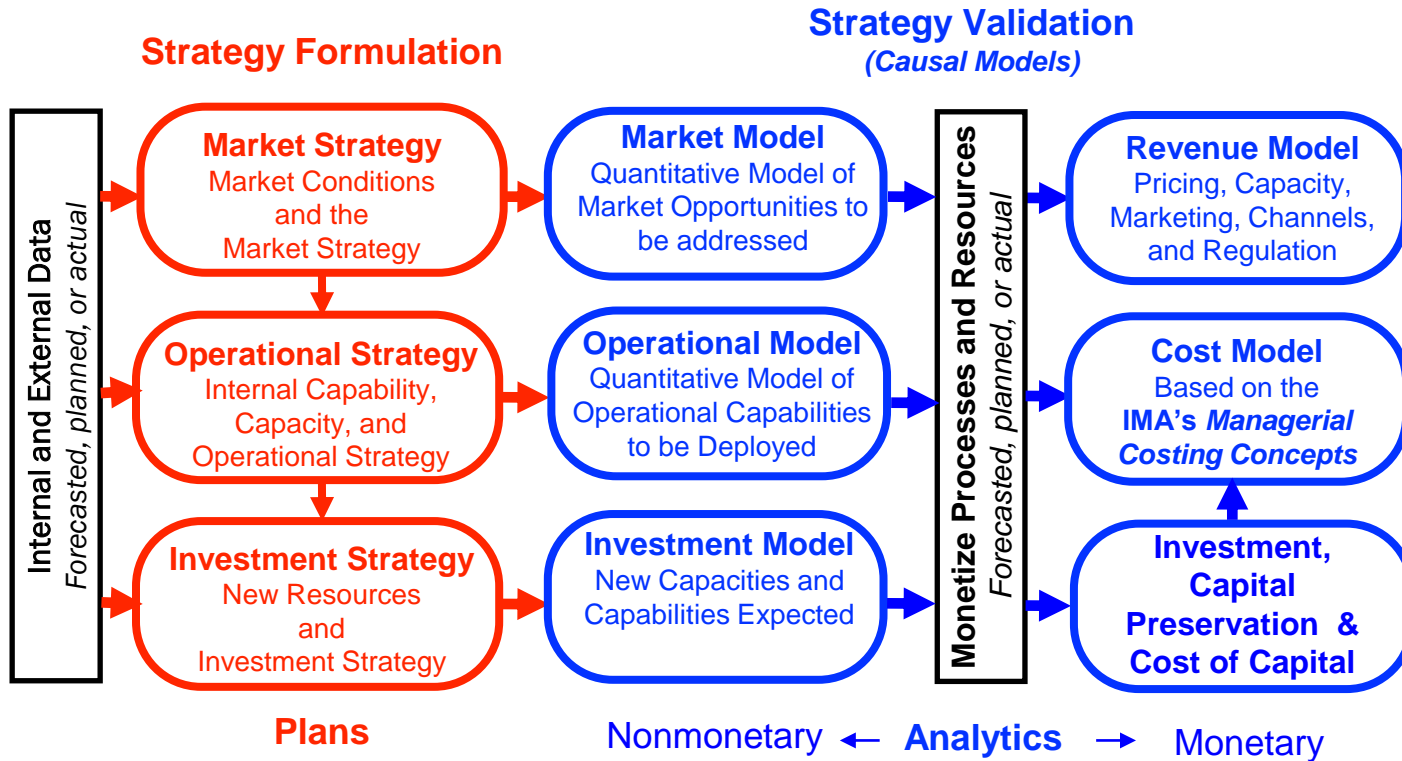 Strategy Formulation
Strategy Validation
(Causal Models)
Internal and External Data
Forecasted, planned, or actual
Market Strategy
Market Conditions
and the
Market Strategy
Market Model
Quantitative Model of
Market Opportunities to
be addressed
Monetize Processes and Resources
Forecasted, planned, or actual
Revenue Model
Pricing, Capacity,
Marketing, Channels,
and Regulation
Operational Strategy
Internal Capability,
Capacity, and
Operational Strategy
Operational Model
Quantitative Model of
Operational Capabilities
to be Deployed
Cost Model
Based on the
IMA's Managerial
Costing Concepts
Investment Strategy
New Resources
and
Investment Strategy
Investment Model
New Capacities and
Capabilities Expected
Investment,
Capital
Preservation &
Cost of Capital
Plans
Nonmonetary Analytics Monetary